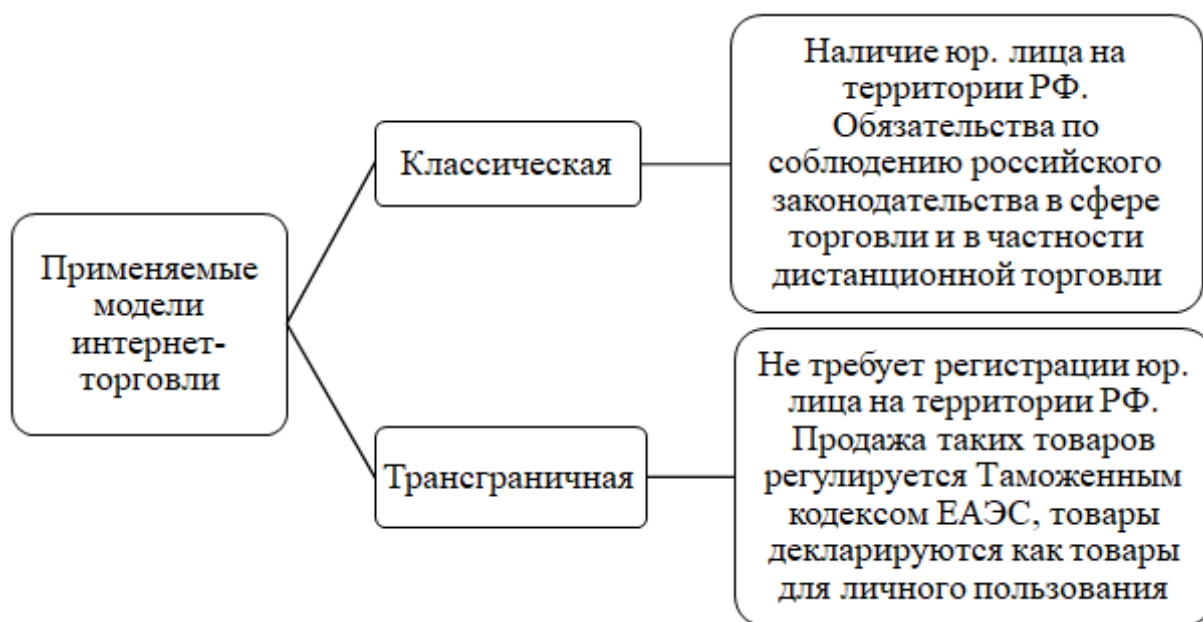 Применяемые
модели
интернет-
торговли
Классическая
Наличие юр. лица на
территории РФ.
Обязательства по
соблюдению российского
законодательства в сфере
торговли и в частности
дистанционной торговли
Трансграничная
Не требует регистрации юр.
лица на территории РФ.
Продажа таких товаров
регулируется Таможенным
кодексом ЕАЭС, товары
декларируются как товары
для личного пользования